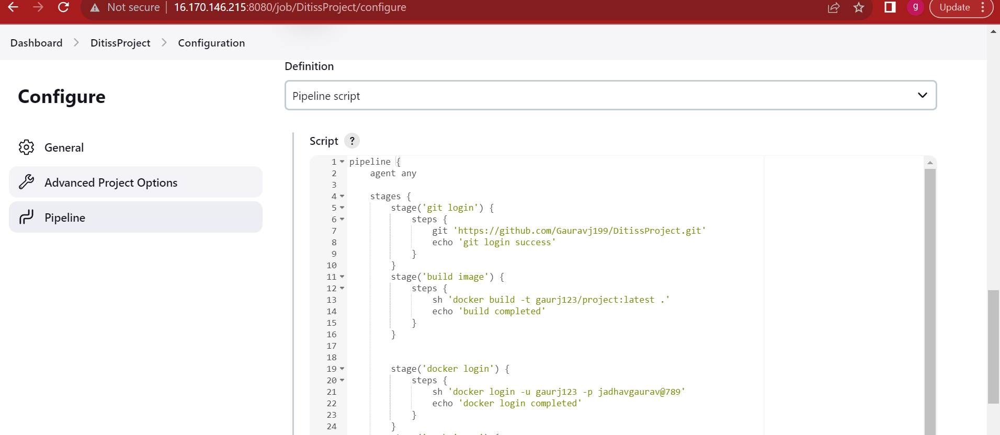 Not secure 16.170.146.215:8080/job/DitissProject/configure g Update
Dashboard DitissProject Configuration
Definition
Configure
Pipeline script
Script ?
General
Advanced Project Options
Pipeline
1 pipeline {
2 agent any
3
4 stages {
5 stage('git login') {
6 steps {
7 git 'https://github.com/Gauravj199/DitissProject.git'
8 echo 'git login success'
9 }
10 }
11 stage('build image') {
12 steps {
13 sh 'docker build -t gaurj123/project:latest .'
14 echo 'build completed'
15 }
16 }
17
18
19 stage('docker login') {
20 steps {
21 sh 'docker login -u gaurj123 -p jadhavgaurav@789'
22 echo 'docker login completed'
23 }
24 }